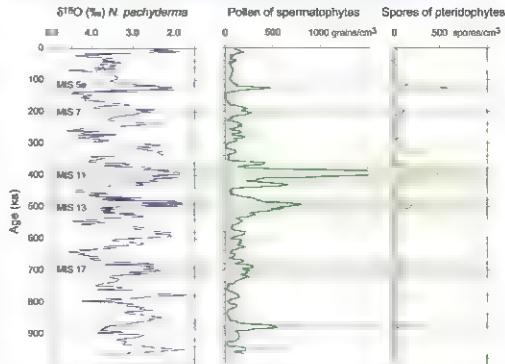 δ¹⁸O (‰) N. pachyderma
Pollen of spermatophytes
Spores of pteridophytes
4.0 3.0 2.0
0 500 1000 grains/cm³
0 500 spores/cm³
Age (ka)
0
100
200
300
400
500
600
700
800
900
MIS 5e
MIS 7
MIS 11
MIS 13
MIS 17